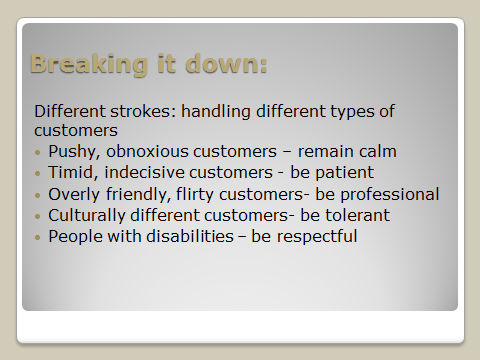 Breaking it down:
Different strokes: handling different types of
customers
• Pushy, obnoxious customers – remain calm
• Timid, indecisive customers - be patient
• Overly friendly, flirty customers- be professional
• Culturally different customers- be tolerant
• People with disabilities – be respectful